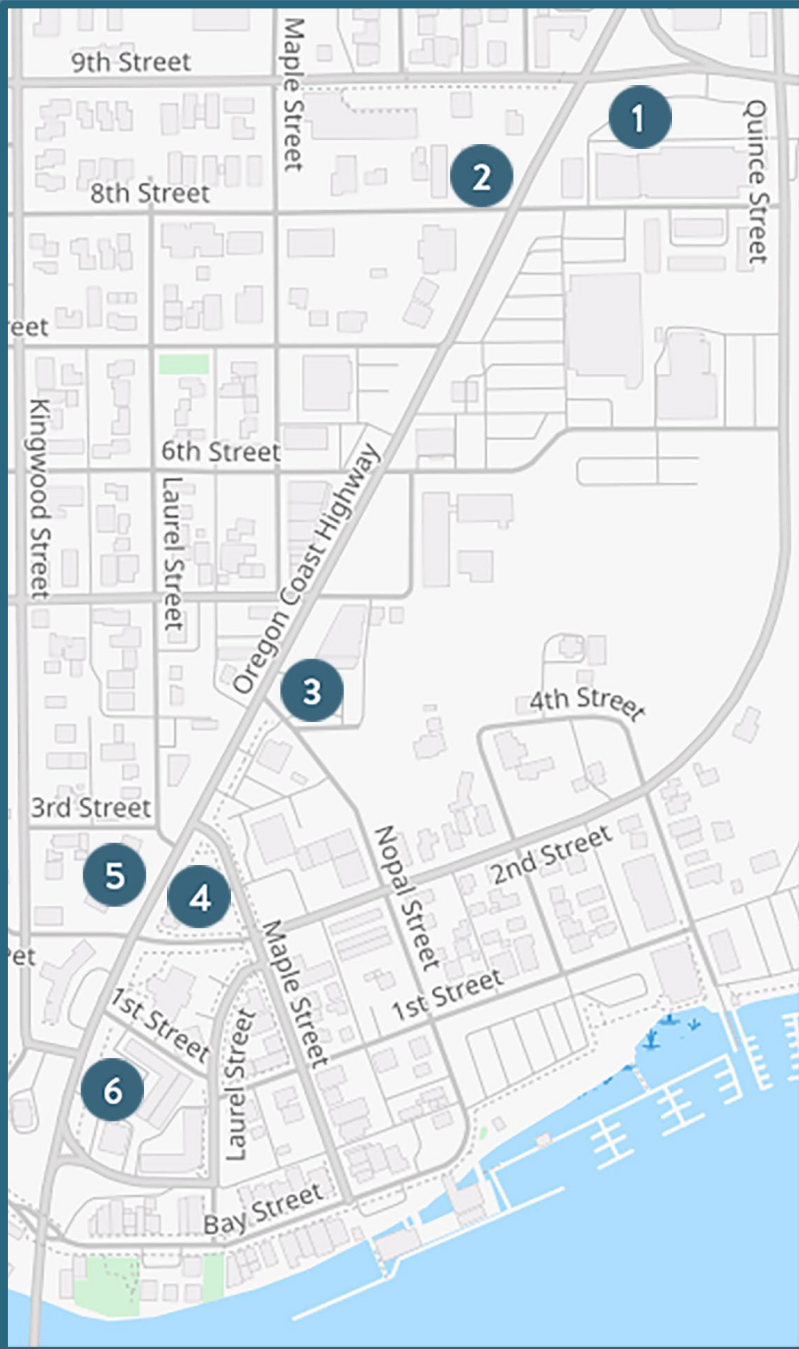 9th Street
Maple Street
1
Quince Street
2
8th Street
reet
Kingwood Street
6th Street
Laurel Street
Oregon Coast Highway
3
4th Street
3rd Street
5
4
2nd Street
Nopal Street
Maple Street
1st Street
1st Street
Laurel Street
6
Bay Street